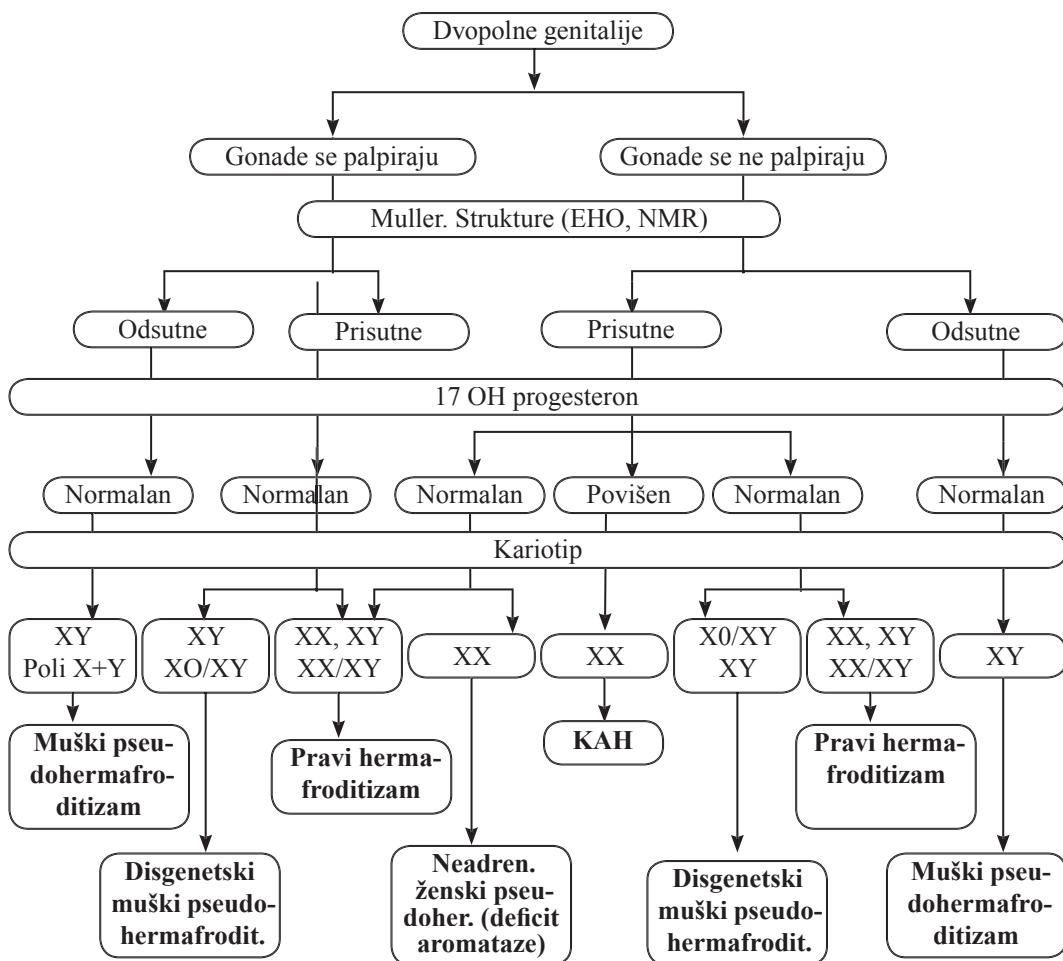 Dvopolne genitalije
Gonade se palpiraju
Gonade se ne palpiraju
Muller. Strukture (EHO, NMR)
Odsutne
Prisutne
Prisutne
Odsutne
17 OH progesteron
Normalan
Normalan
Normalan
Povišen
Normalan
Normalan
Kariotip
XY
Poli X+Y
XY
XO/XY
XX, XY
XX/XY
XX
XX
X0/XY
XY
XX, XY
XX/XY
XY
Muški pseu-
dohermafro-
ditizam
Pravi herma-
froditizam
KAH
Pravi herma-
froditizam
Disgenetski
muški pseudo-
hermafrodit.
Neadren.
ženski pseu-
doher. (deficit
aromataze)
Disgenetski
muški pseudo-
hermafrodit.
Muški pseu-
dohermafro-
ditizam